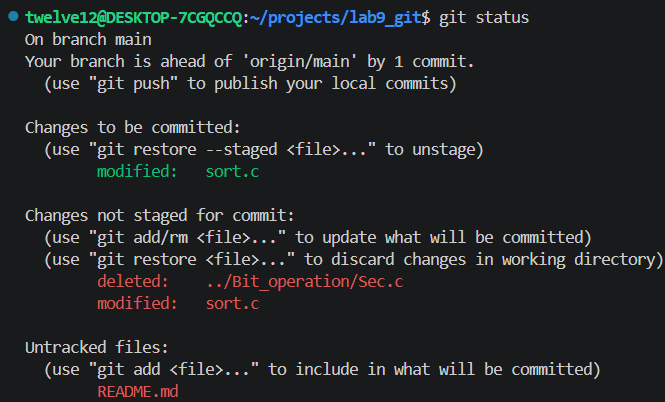 twelve12@DESKTOP-7CGQCCQ:~/projects/lab9_git$ git status
On branch main
Your branch is ahead of 'origin/main' by 1 commit.
  (use "git push" to publish your local commits)

Changes to be committed:
  (use "git restore --staged <file>..." to unstage)
        modified:   sort.c

Changes not staged for commit:
  (use "git add/rm <file>..." to update what will be committed)
  (use "git restore <file>..." to discard changes in working directory)
        deleted:    ../Bit_operation/Sec.c
        modified:   sort.c

Untracked files:
  (use "git add <file>..." to include in what will be committed)
        README.md